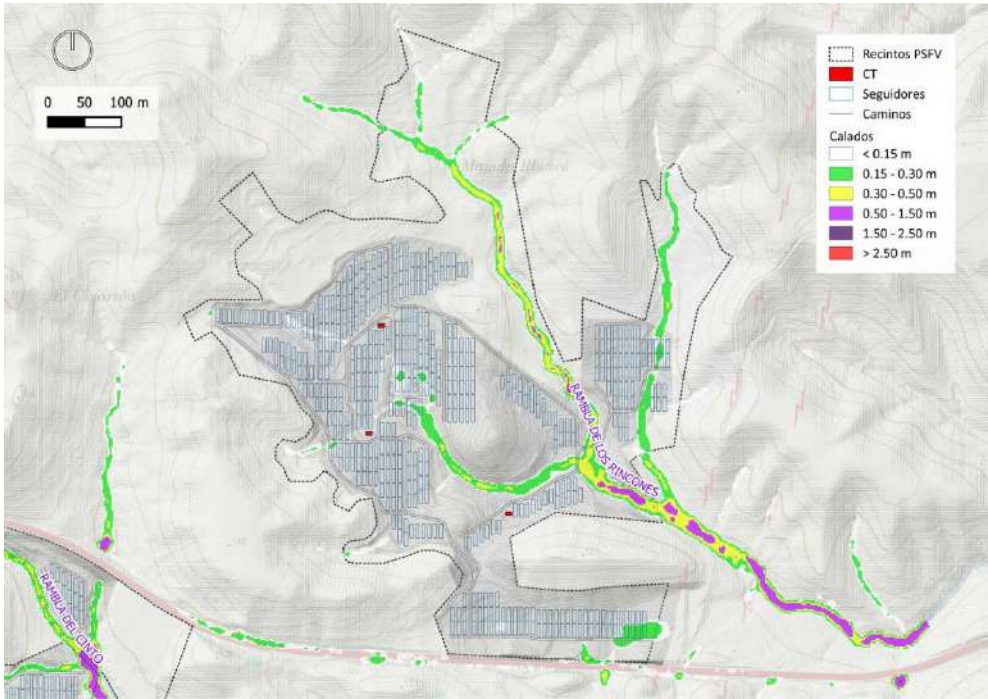 0 50 100 m
Recintos PSFV
CT
Seguidores
Caminos
Calados
< 0.15 m
0.15 - 0.30 m
0.30 - 0.50 m
0.50 - 1.50 m
1.50 - 2.50 m
> 2.50 m
RAMBLA DE LOS RINCONES
RAMBLA DEL CINTO